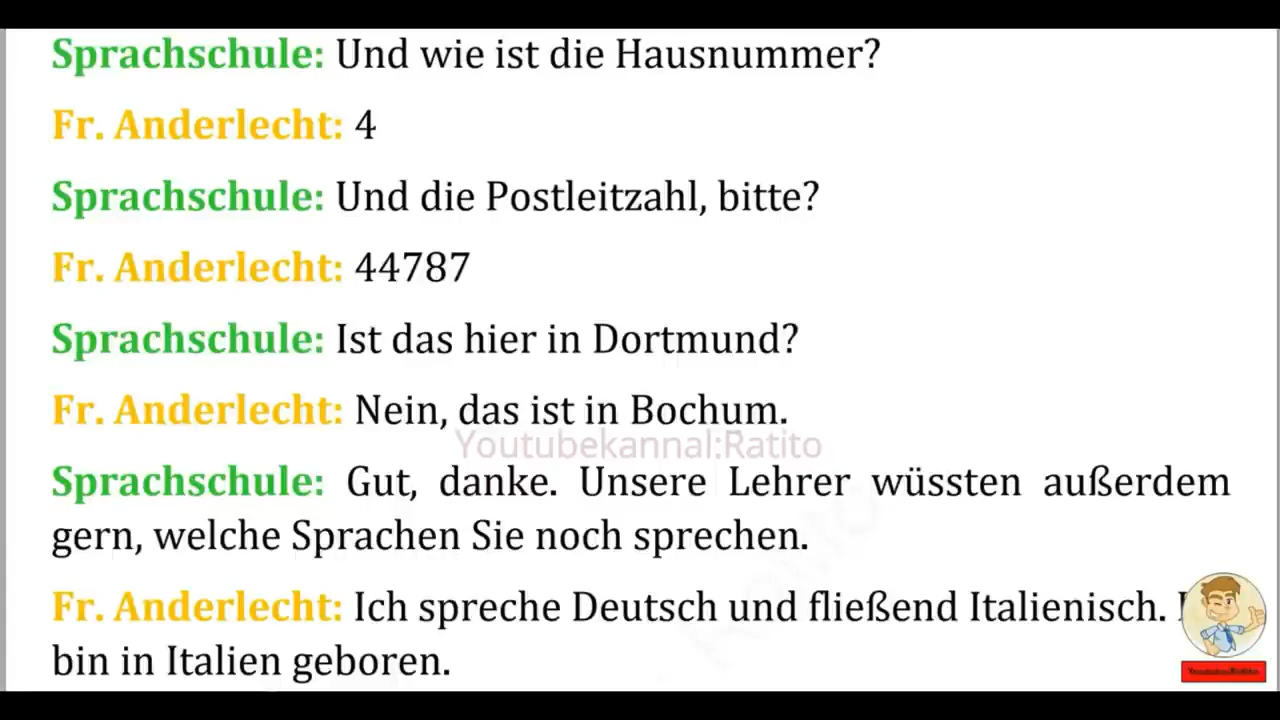 Sprachschule: Und wie ist die Hausnummer?
Fr. Anderlecht: 4
Sprachschule: Und die Postleitzahl, bitte?
Fr. Anderlecht: 44787
Sprachschule: Ist das hier in Dortmund?
Fr. Anderlecht: Nein, das ist in Bochum.
Youtubekannal:Ratito
Sprachschule: Gut, danke. Unsere Lehrer wüssten außerdem
gern, welche Sprachen Sie noch sprechen.
Fr. Anderlecht: Ich spreche Deutsch und fließend Italienisch.
bin in Italien geboren.